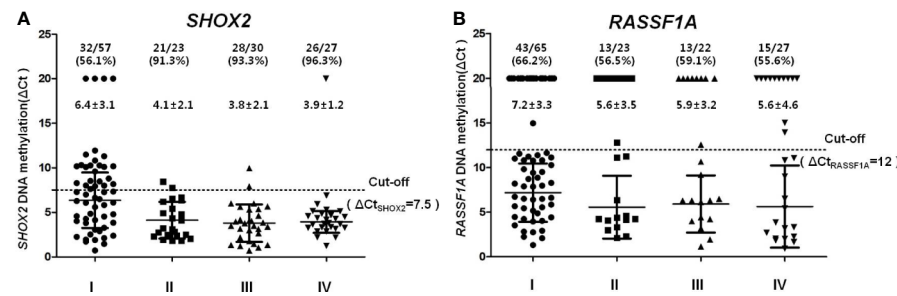 A
SHOX2
32/57 21/23 28/30 26/27
(56.1%) (91.3%) (93.3%) (96.3%)
6.4±3.1 4.1±2.1 3.8±2.1 3.9±1.2
SHOX2 DNA methylation(ΔCt)
25
20
15
10
5
0
Cut-off
( ΔCtSHOX2=7.5)
I II III IV
B
RASSF1A
43/65 13/23 13/22 15/27
(66.2%) (56.5%) (59.1%) (55.6%)
7.2±3.3 5.6±3.5 5.9±3.2 5.6±4.6
RASSF1A DNA methylation(ΔCt)
25
20
15
10
5
0
Cut-off
( ΔCtRASSF1A=12 )
I II III IV